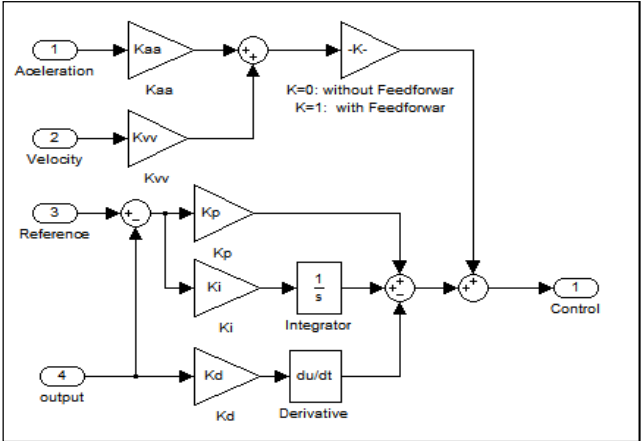 1
Kaa
-K-
Aceleration
Kaa
K=0: without Feedforwar
K=1: with Feedforwar
2
Kvv
Velocity
Kvv
3
Reference
Kp
Kp
Ki
1
s
Ki
Integrator
1
Control
4
output
Kd
du/dt
Kd
Derivative